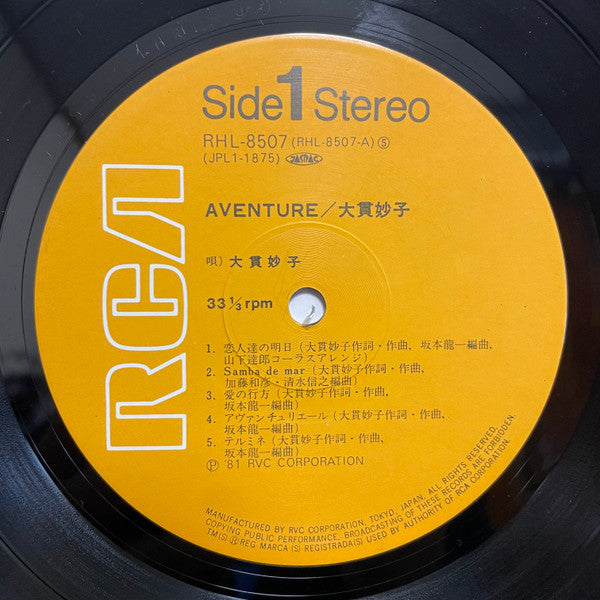 Side 1 Stereo
RHL-8507 (RHL-8507-A) Ⓢ
(JPL1-1875) JASRAC
AVENTURE／大貫妙子
唄) 大貫妙子
33 1/3 rpm
RCA
1. 恋人達の明日 (大貫妙子作詞・作曲, 坂本龍一編曲,
山下達郎コーラスアレンジ)
2. Samba de mar (大貫妙子作詞・作曲,
加藤和彦・清水信之編曲)
3. 愛の行方 (大貫妙子作詞・作曲,
坂本龍一編曲)
4. アヴァンチュリエール (大貫妙子作詞・作曲,
坂本龍一編曲)
5. テルミネ (大貫妙子作詞・作曲,
坂本龍一編曲)
Ⓟ '81 RVC CORPORATION
MANUFACTURED BY RVC CORPORATION, TOKYO, JAPAN. ALL RIGHTS RESERVED.
COPYING PUBLIC PERFORMANCE, BROADCASTING OF THESE RECORDS ARE FORBIDDEN.
TM(S) ® REG MARCA (S) REGISTRADA(S) USED BY AUTHORITY OF RCA CORPORATION